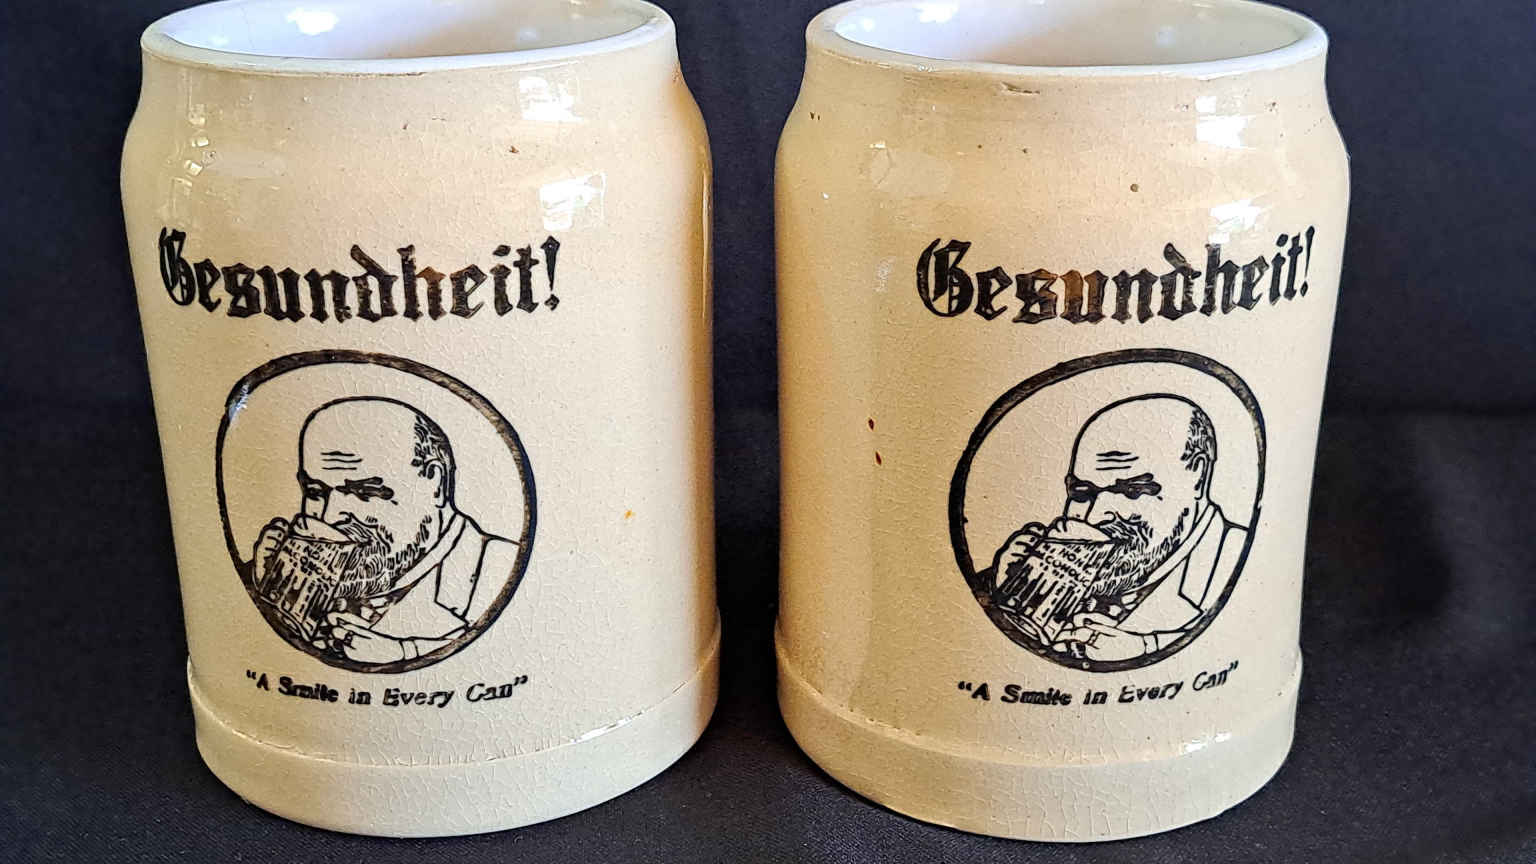 Gesundheit!
"A Smile in Every Can"
Gesundheit!
"A Smile in Every Can"